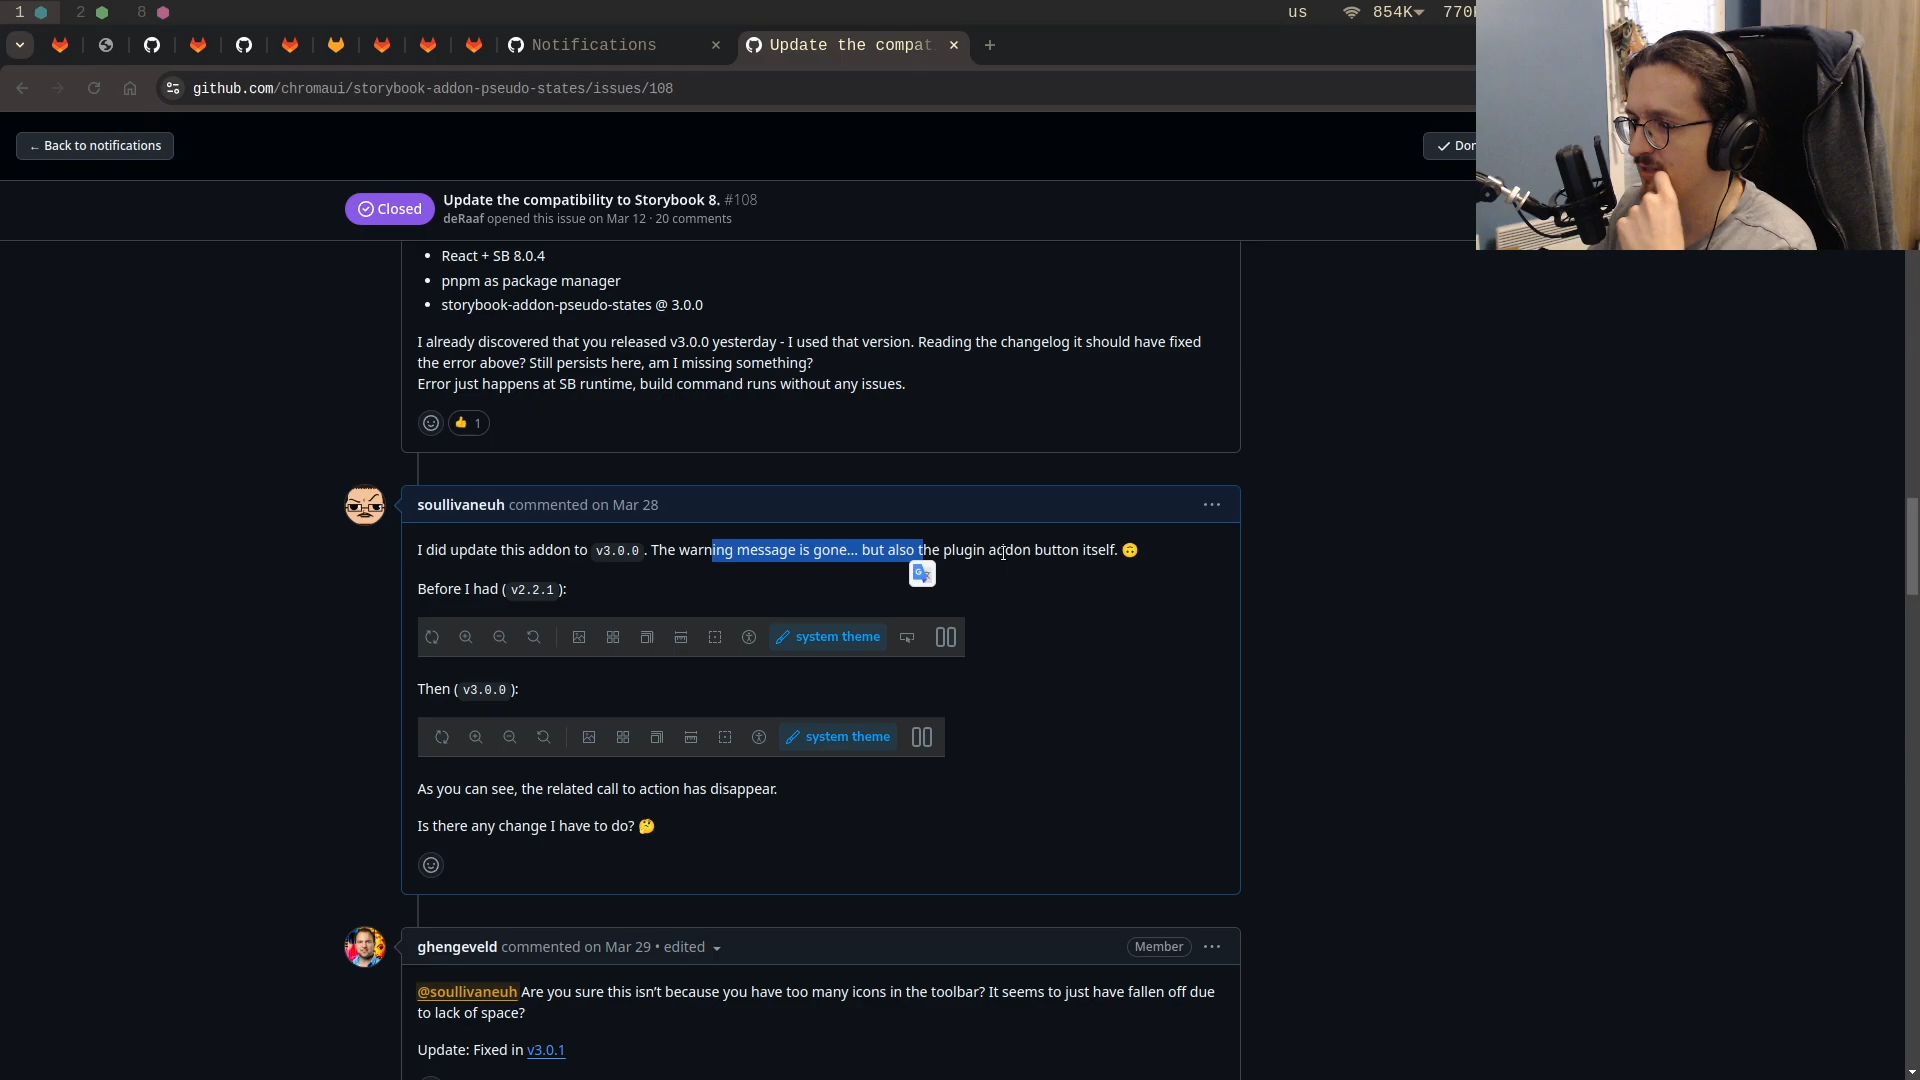 1 2 8 us 854K 770
Notifications × Update the compat × +
github.com/chromaui/storybook-addon-pseudo-states/issues/108
← Back to notifications
Closed
Update the compatibility to Storybook 8. #108
deRaaf opened this issue on Mar 12 · 20 comments
• React + SB 8.0.4
• pnpm as package manager
• storybook-addon-pseudo-states @ 3.0.0
I already discovered that you released v3.0.0 yesterday - I used that version. Reading the changelog it should have fixed
the error above? Still persists here, am I missing something?
Error just happens at SB runtime, build command runs without any issues.
👍 1
soullivaneuh commented on Mar 28
I did update this addon to v3.0.0 . The warning message is gone... but also the plugin addon button itself. 🙃
Before I had ( v2.2.1 ):
system theme
Then ( v3.0.0 ):
system theme
As you can see, the related call to action has disappear.
Is there any change I have to do? 🤔
ghengeveld commented on Mar 29 • edited
Member
@soullivaneuh Are you sure this isn't because you have too many icons in the toolbar? It seems to just have fallen off due
to lack of space?
Update: Fixed in v3.0.1